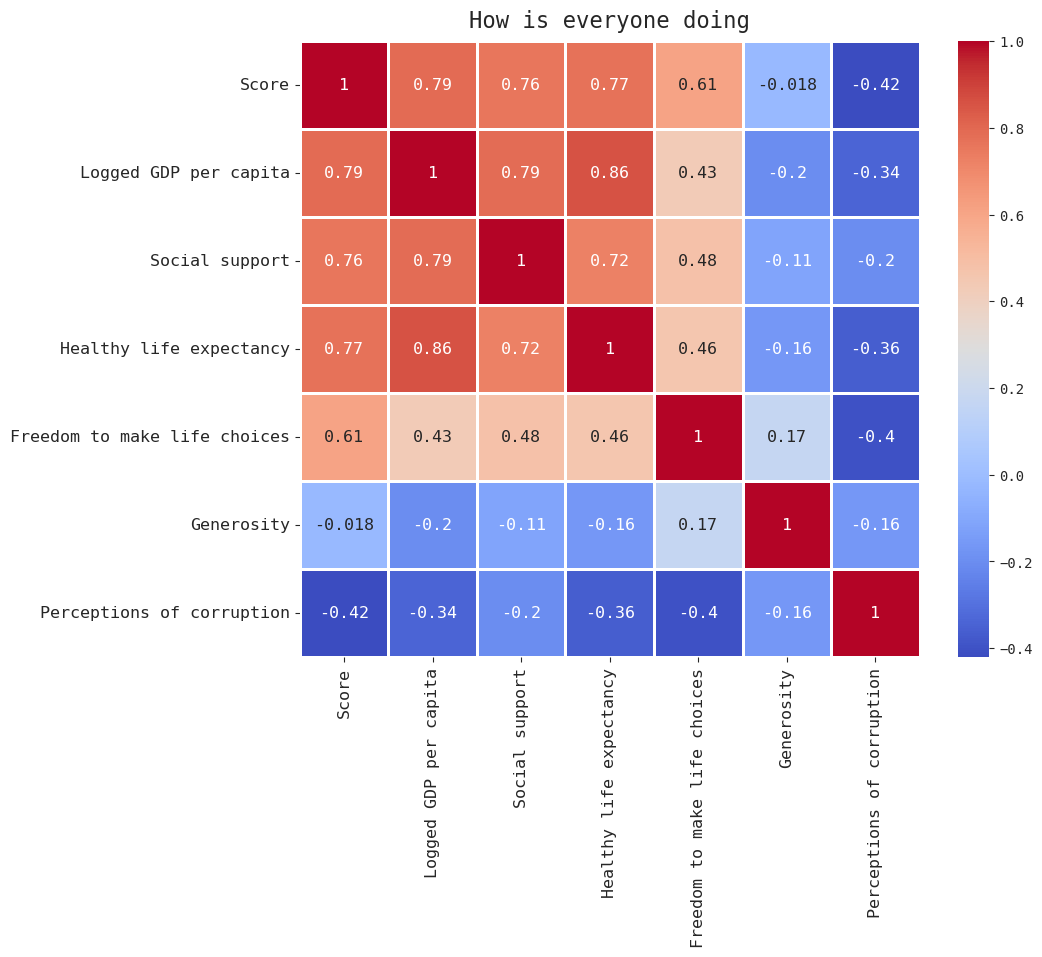 How is everyone doing
Score 1 0.79 0.76 0.77 0.61 -0.018 -0.42
Logged GDP per capita 0.79 1 0.79 0.86 0.43 -0.2 -0.34
Social support 0.76 0.79 1 0.72 0.48 -0.11 -0.2
Healthy life expectancy 0.77 0.86 0.72 1 0.46 -0.16 -0.36
Freedom to make life choices 0.61 0.43 0.48 0.46 1 0.17 -0.4
Generosity -0.018 -0.2 -0.11 -0.16 0.17 1 -0.16
Perceptions of corruption -0.42 -0.34 -0.2 -0.36 -0.4 -0.16 1
Score
Logged GDP per capita
Social support
Healthy life expectancy
Freedom to make life choices
Generosity
Perceptions of corruption
1.0
0.8
0.6
0.4
0.2
0.0
−0.2
−0.4